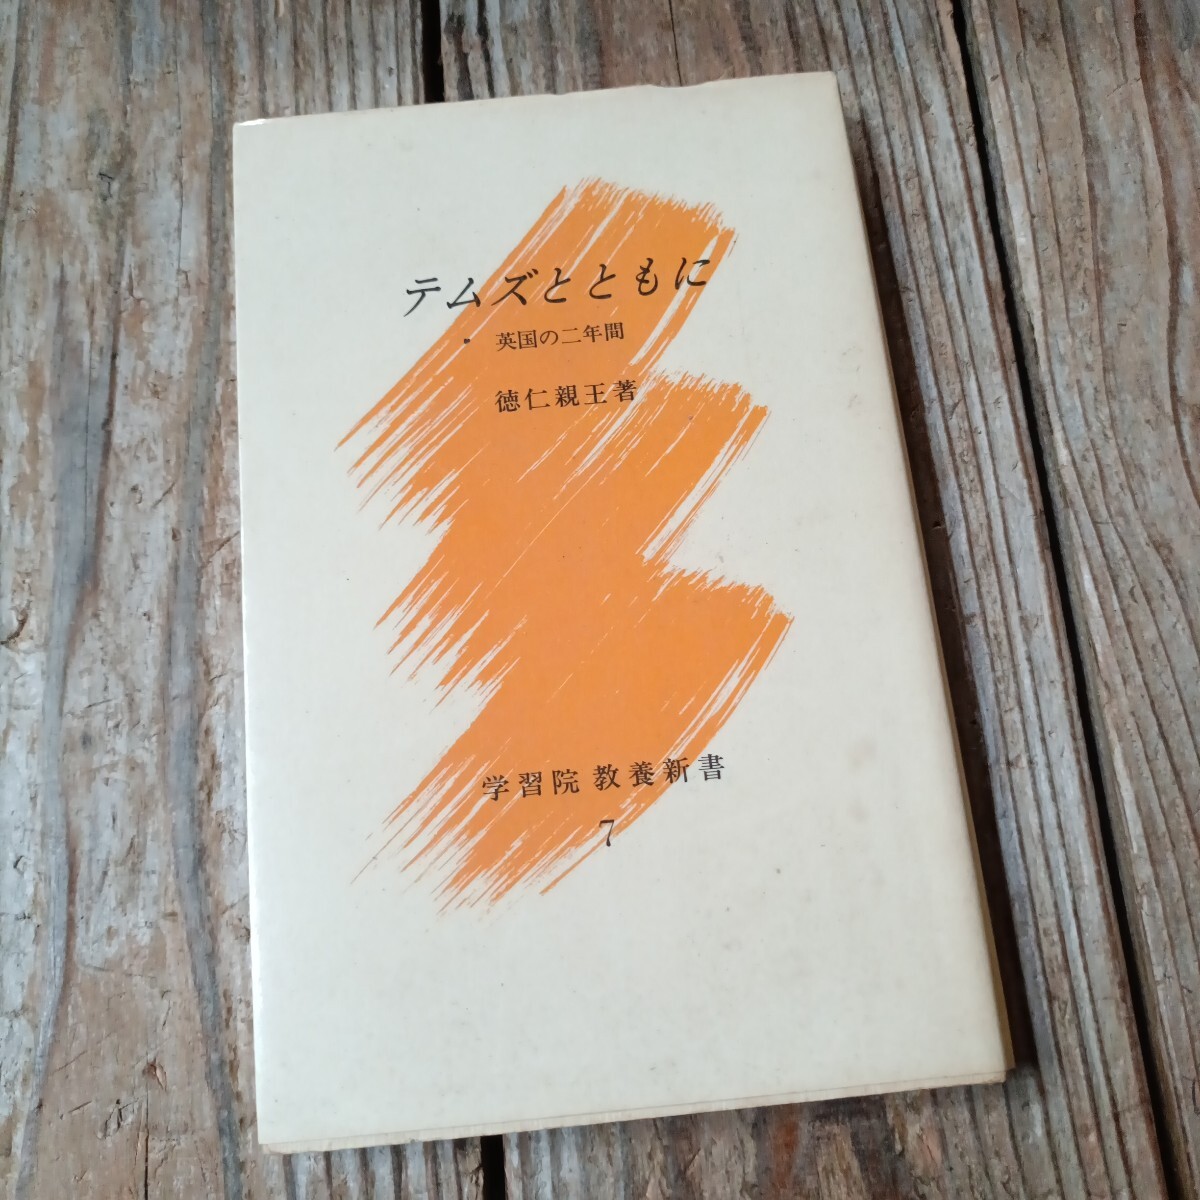 テムズとともに
英国の二年間
徳仁親王著
学習院 教養新書
7